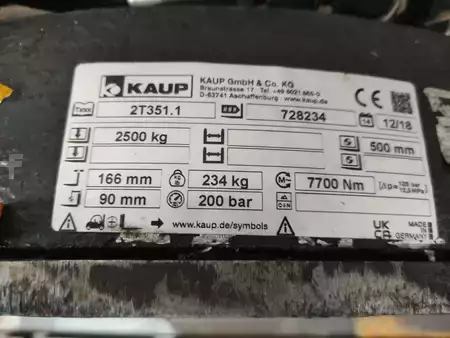 KAUP
KAUP GmbH & Co. KG
Braunstrasse 17 Tel. +49 6021 865-0
D-63741 Aschaffenburg www.kaup.de
CE
2T351.1
728234
12/18
2500 kg
500 mm
166 mm
234 kg
7700 Nm
Δp=
90 mm
200 bar
www.kaup.de/symbols
UK
CA
MADE
IN
GERMANY